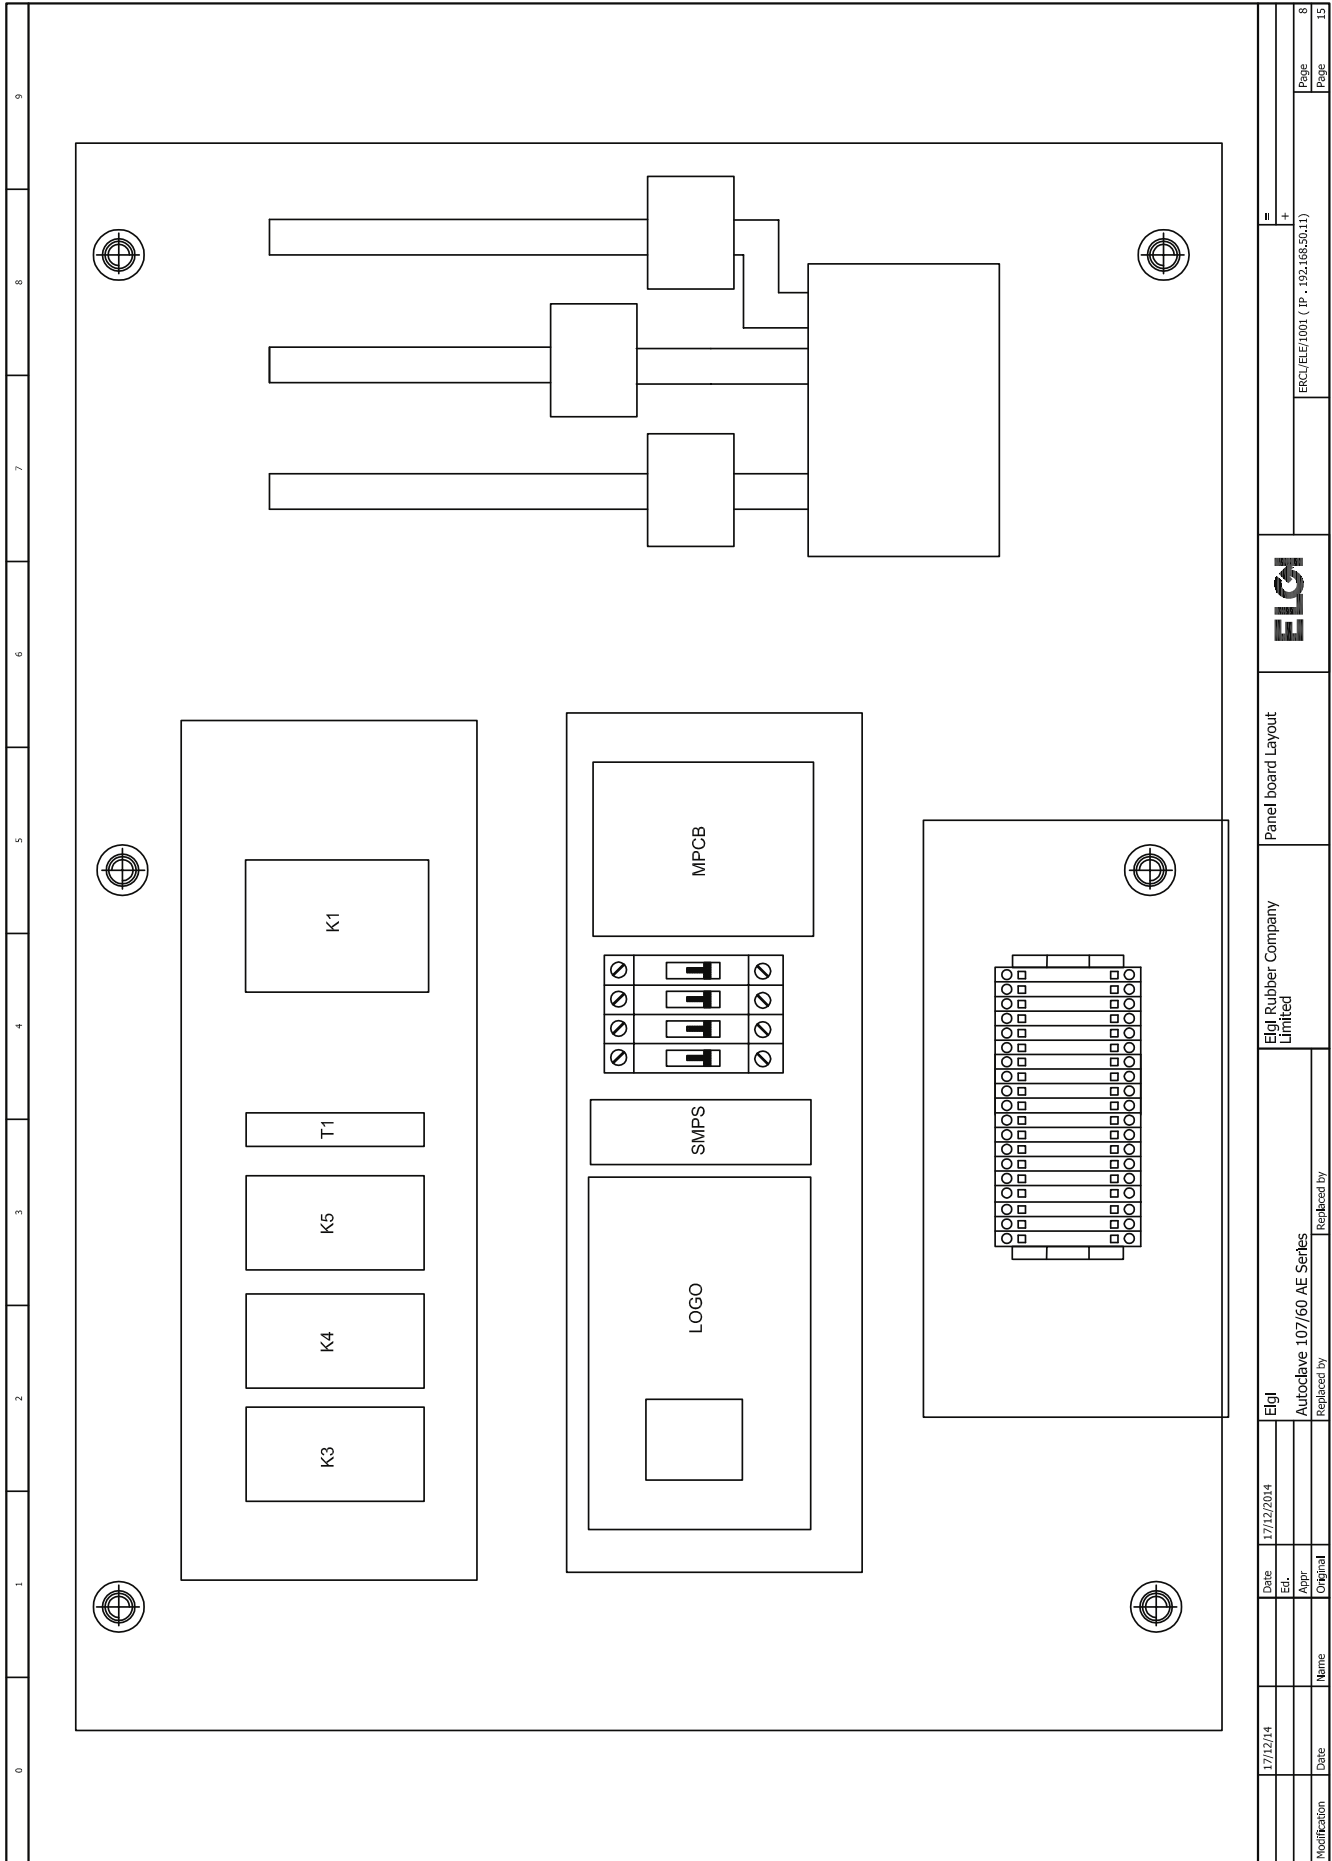 0
1
2
3
4
5
6
7
8
9
K3
K4
K5
T1
K1
LOGO
SMPS
MPCB
17/12/14
Modification
Date
Name
Date
17/12/2014
Ed.
Appr
Original
Elgi
Autoclave 107/60 AE Series
Replaced by
Replaced by
Elgi Rubber Company
Limited
Panel board Layout
ELGI
=
+
ERCL/ELE/1001 ( IP . 192.168.50.11)
Page 8
Page 15